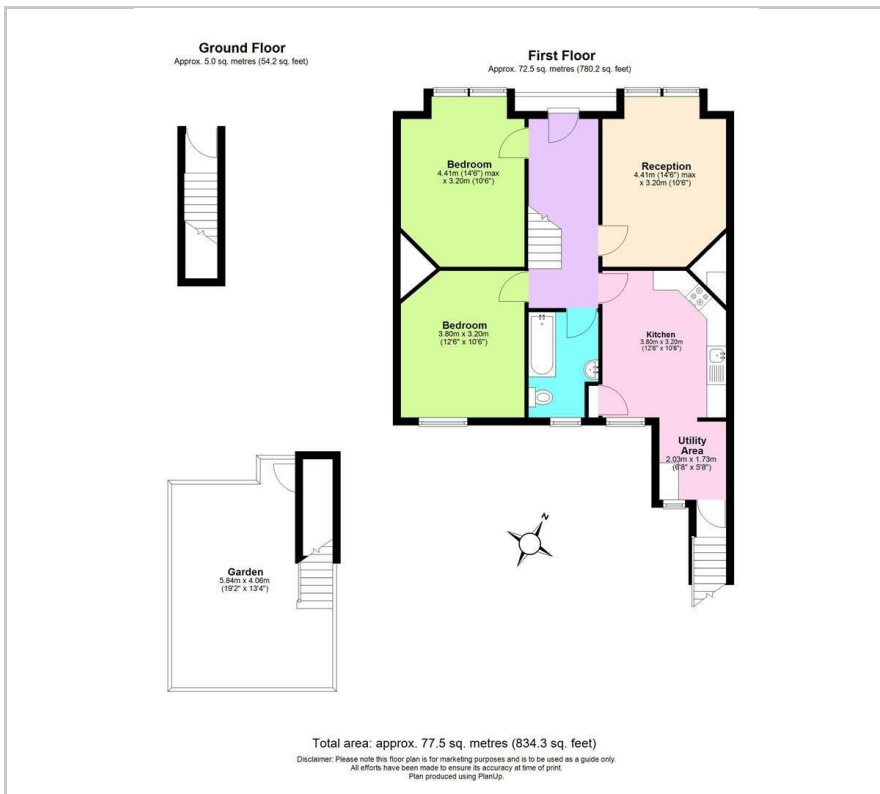 Ground Floor
Approx. 5.0 sq. metres (54.2 sq. feet)
First Floor
Approx. 72.5 sq. metres (780.2 sq. feet)
Bedroom
4.41m (14'6") max
x 3.20m (10'6")
Reception
4.41m (14'6") max
x 3.20m (10'6")
Bedroom
3.80m x 3.20m
(12'6" x 10'6")
Kitchen
3.80m x 3.20m
(12'6" x 10'6")
Utility
Area
2.03m x 1.73m
(6'8" x 5'8")
N
Garden
5.84m x 4.06m
(19'2" x 13'4")
Total area: approx. 77.5 sq. metres (834.3 sq. feet)
Disclaimer: Please note this floor plan is for marketing purposes and is to be used as a guide only.
All efforts have been made to ensure its accuracy at time of print.
Plan produced using PlanUp.